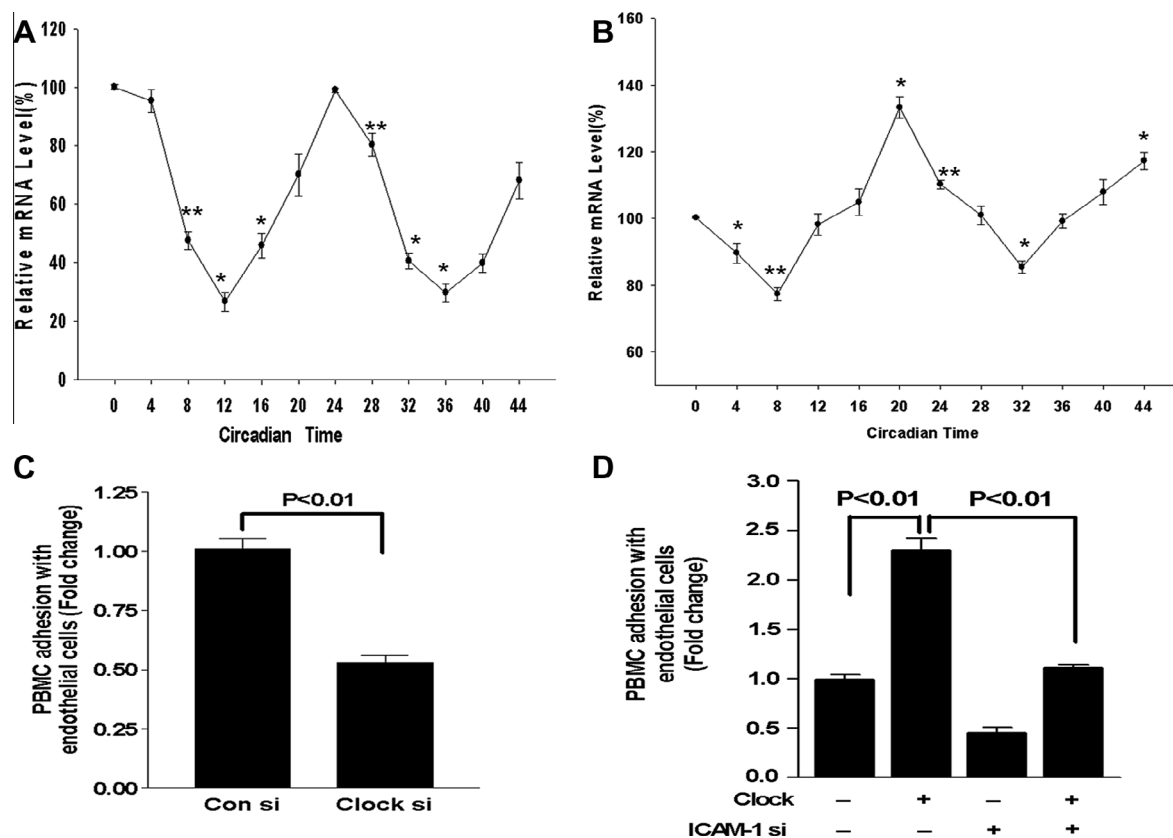 A
Relative mRNA Level(%)
120
100
80
60
40
20
0
**
*
*
**
*
*
0 4 8 12 16 20 24 28 32 36 40 44
Circadian Time
B
Relative mRNA Level(%)
160
140
120
100
80
60
*
**
*
**
*
*
0 4 8 12 16 20 24 28 32 36 40 44
Circadian Time
C
PBMC adhesion with
endothelial cells (Fold change)
1.25
1.00
0.75
0.50
0.25
0.00
P<0.01
Con si Clock si
D
PBMC adhesion with
endothelial cells
(Fold change)
3.0
2.5
2.0
1.5
1.0
0.5
0.0
P<0.01 P<0.01
Clock − + − +
ICAM-1 si − − + +